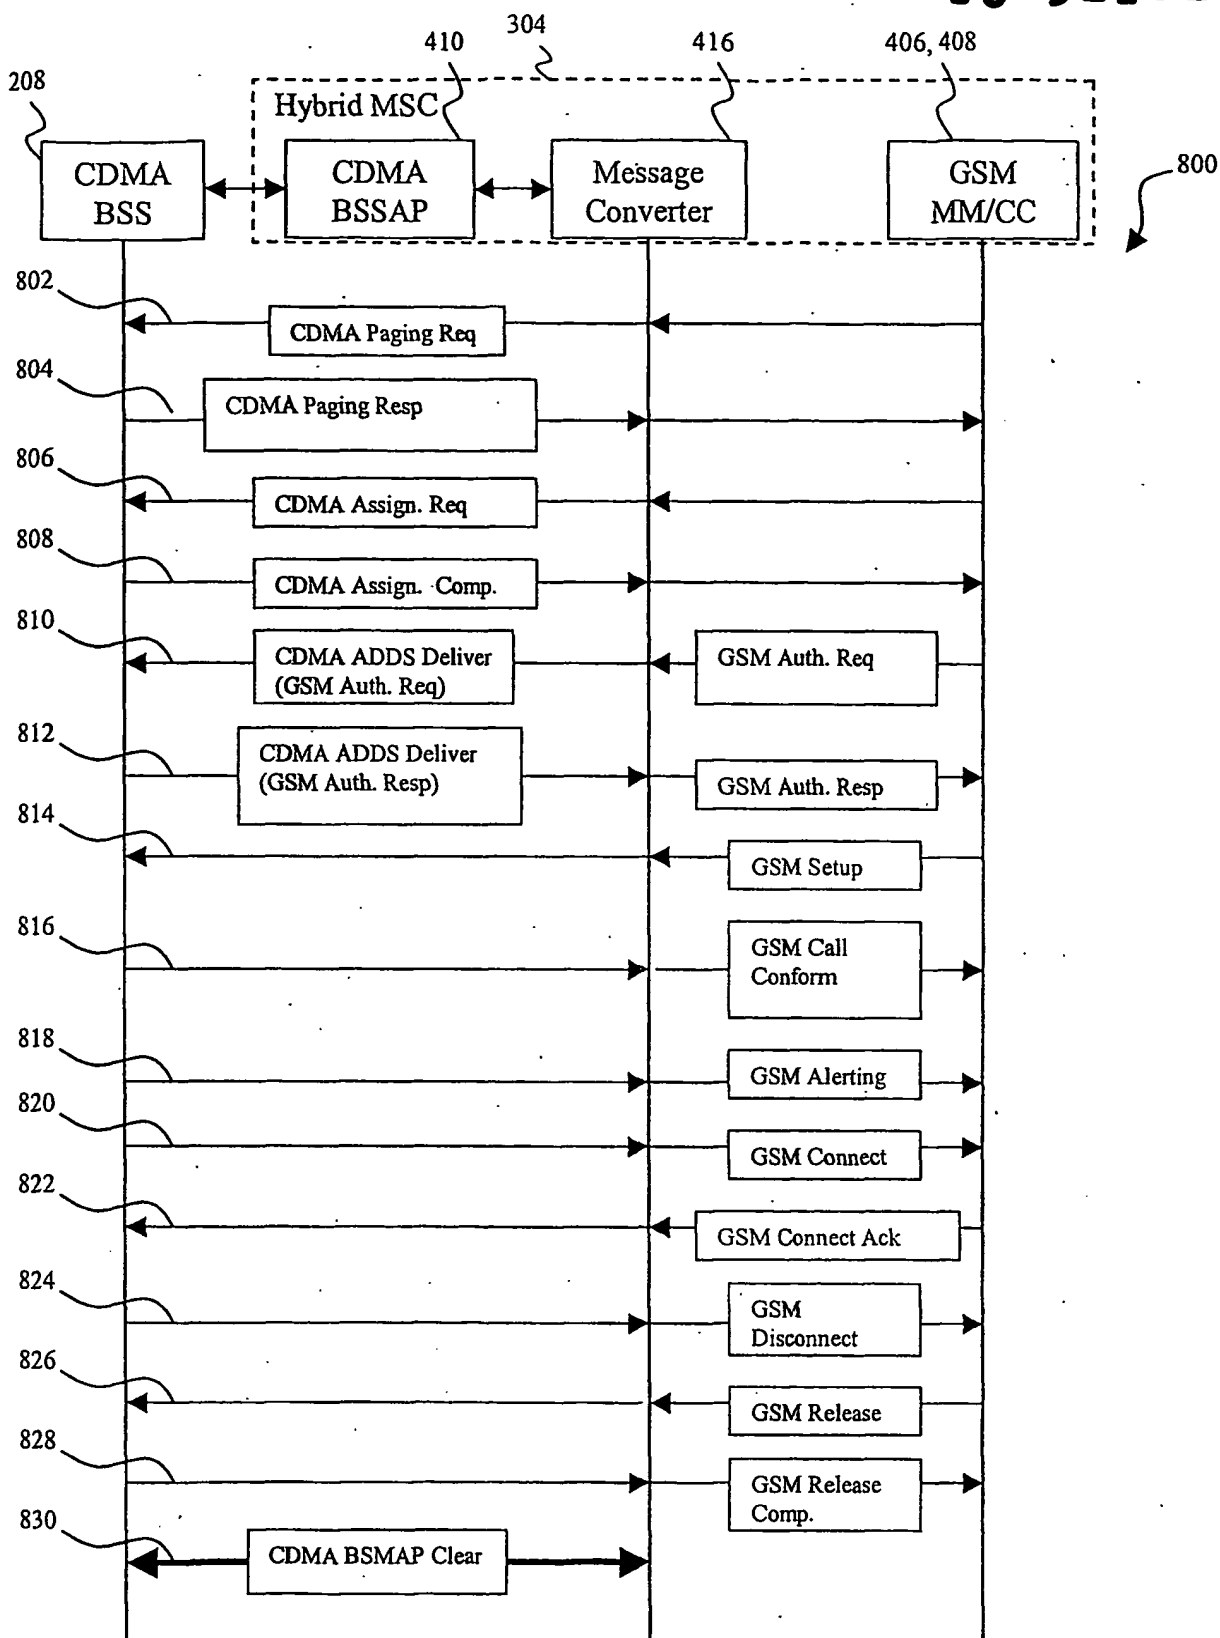 304
410
416
406, 408
208
Hybrid MSC
800
CDMA
BSS
CDMA
BSSAP
Message
Converter
GSM
MM/CC
802
CDMA Paging Req
804
CDMA Paging Resp
806
CDMA Assign. Req
808
CDMA Assign. Comp.
810
CDMA ADDS Deliver
(GSM Auth. Req)
GSM Auth. Req
812
CDMA ADDS Deliver
(GSM Auth. Resp)
GSM Auth. Resp
814
GSM Setup
816
GSM Call
Conform
818
GSM Alerting
820
GSM Connect
822
GSM Connect Ack
824
GSM
Disconnect
826
GSM Release
828
GSM Release
Comp.
830
CDMA BSMAP Clear